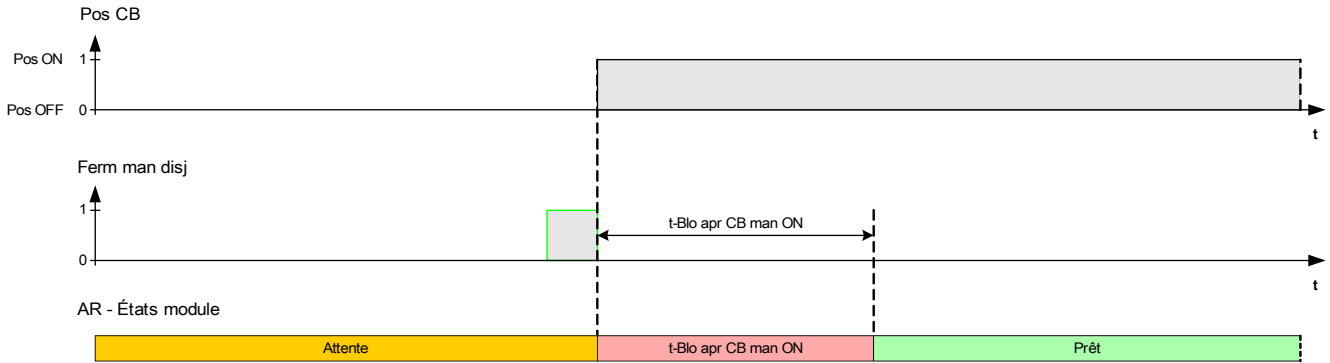 Pos CB
Pos ON 1
Pos OFF 0
t
Ferm man disj
1
t-Blo apr CB man ON
0
t
AR - États module
Attente t-Blo apr CB man ON Prêt